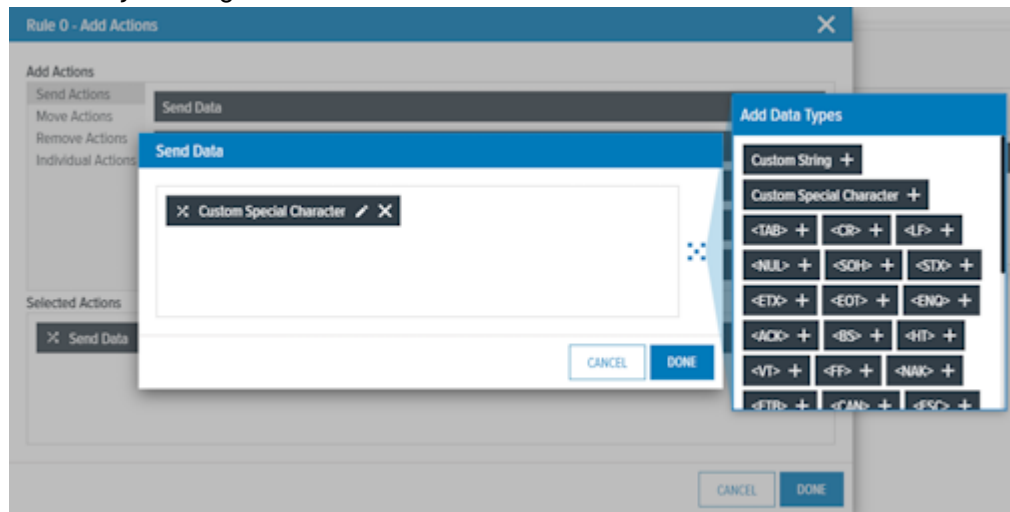 Rule 0 - Add Actions
Add Actions
Send Actions
Move Actions
Remove Actions
Individual Actions
Send Data
Send Data
Custom Special Character
CANCEL DONE
Selected Actions
Send Data
Add Data Types
Custom String +
Custom Special Character +
<TAB> + <CR> + <LF> +
<NUL> + <SOH> + <STX> +
<ETX> + <EOT> + <ENQ> +
<ACK> + <BS> + <HT> +
<VT> + <FF> + <NAK> +
<ETB> + <CAN> + <ESC> +
CANCEL DONE